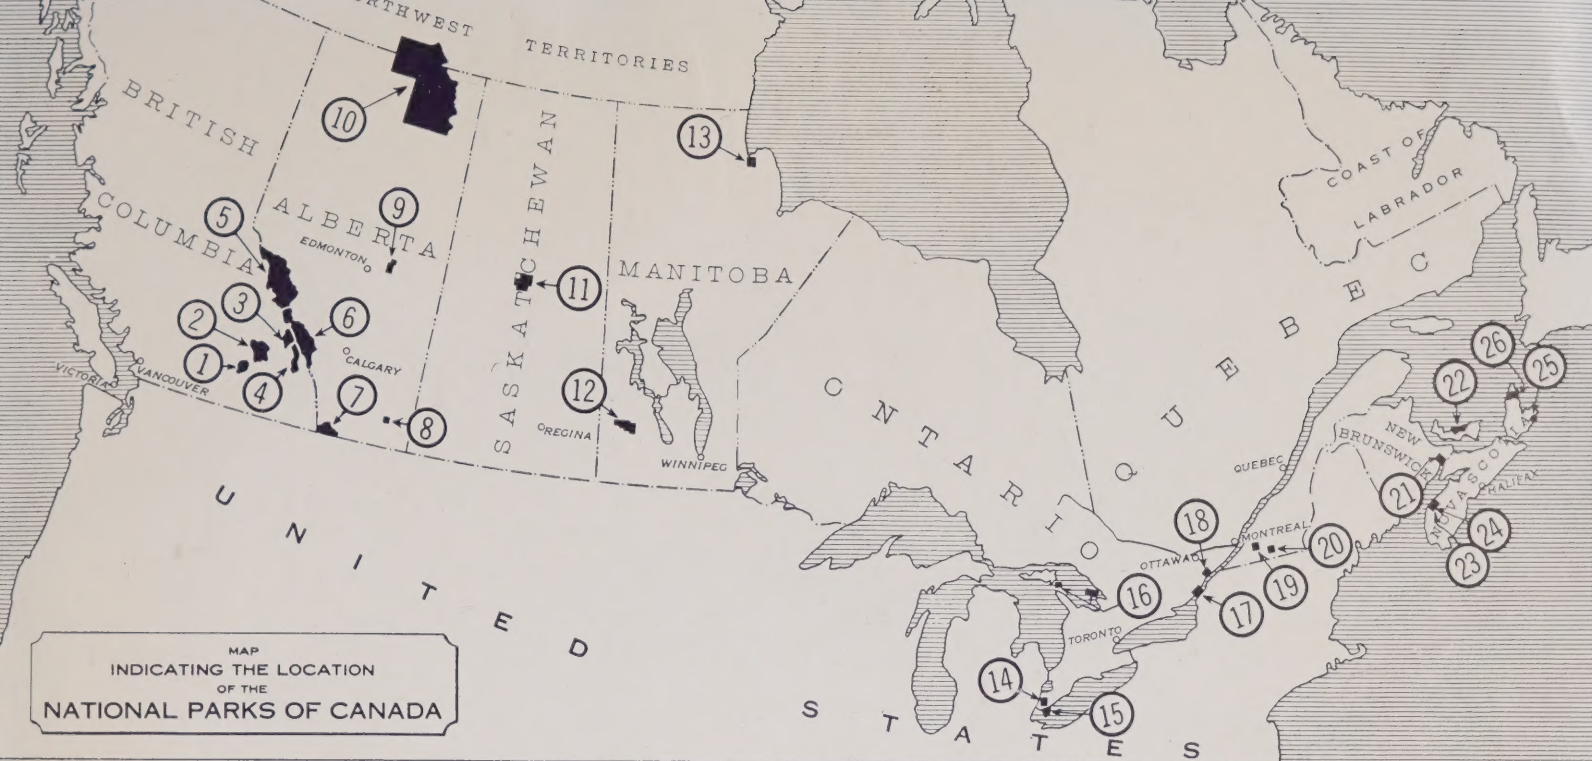 NORTHWEST
TERRITORIES
BRITISH
COLUMBIA
ALBERTA
EDMONTON
CALGARY
VICTORIA
VANCOUVER
SASKATCHEWAN
REGINA
MANITOBA
WINNIPEG
ONTARIO
TORONTO
OTTAWA
QUEBEC
QUEBEC
MONTREAL
COAST OF
LABRADOR
NEW
BRUNSWICK
NOVA SCOTIA
HALIFAX
UNITED
STATES
1
2
3
4
5
6
7
8
9
10
11
12
13
14
15
16
17
18
19
20
21
22
23
24
25
26
MAP
INDICATING THE LOCATION
OF THE
NATIONAL PARKS OF CANADA